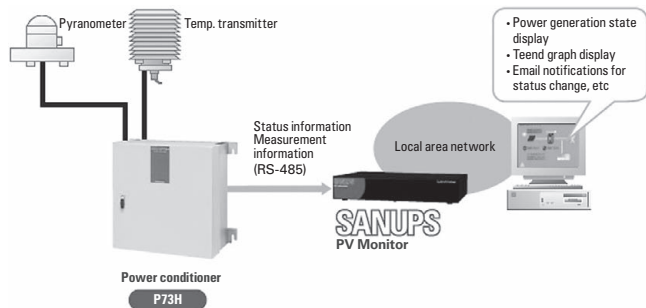 Pyranometer
Temp. transmitter
• Power generation state
display
• Teend graph display
• Email notifications for
status change, etc
Status information
Measurement
information
(RS-485)
Local area network
SANUPS
PV Monitor
Power conditioner
P73H